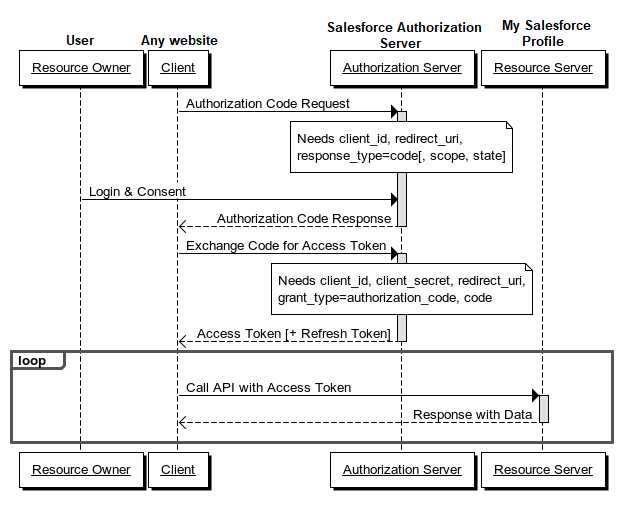 User
Any website
Salesforce Authorization
Server
My Salesforce
Profile
Resource Owner
Client
Authorization Server
Resource Server
Authorization Code Request
Needs client_id, redirect_uri,
response_type=code[, scope, state]
Login & Consent
Authorization Code Response
Exchange Code for Access Token
Needs client_id, client_secret, redirect_uri,
grant_type=authorization_code, code
Access Token [+ Refresh Token]
loop
Call API with Access Token
Response with Data
Resource Owner
Client
Authorization Server
Resource Server